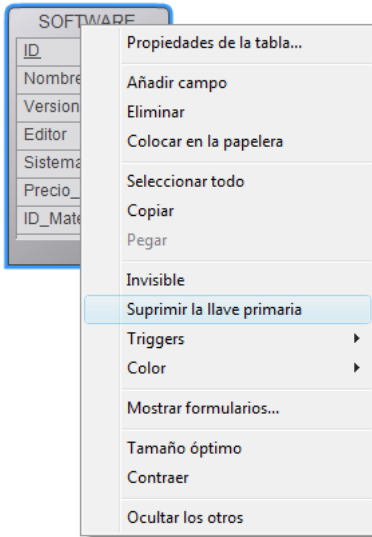 SOFTWARE
ID
Nombre
Version
Editor
Sistema
Precio_
ID_Mate
Propiedades de la tabla...
Añadir campo
Eliminar
Colocar en la papelera
Seleccionar todo
Copiar
Pegar
Invisible
Suprimir la llave primaria
Triggers
Color
Mostrar formularios...
Tamaño óptimo
Contraer
Ocultar los otros